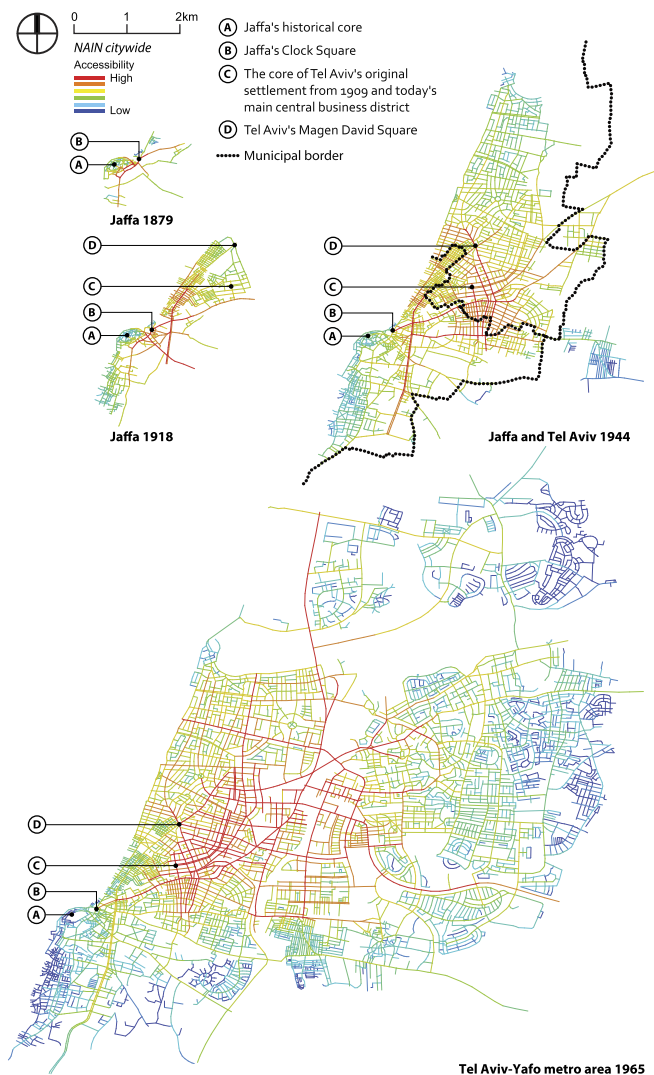 0 1 2km
NAIN citywide
Accessibility
High
Low
A Jaffa's historical core
B Jaffa's Clock Square
C The core of Tel Aviv's original
settlement from 1909 and today's
main central business district
D Tel Aviv's Magen David Square
Municipal border
B
A
Jaffa 1879
D
C
B
A
Jaffa 1918
D
C
B
A
Jaffa and Tel Aviv 1944
D
C
B
A
Tel Aviv-Yafo metro area 1965